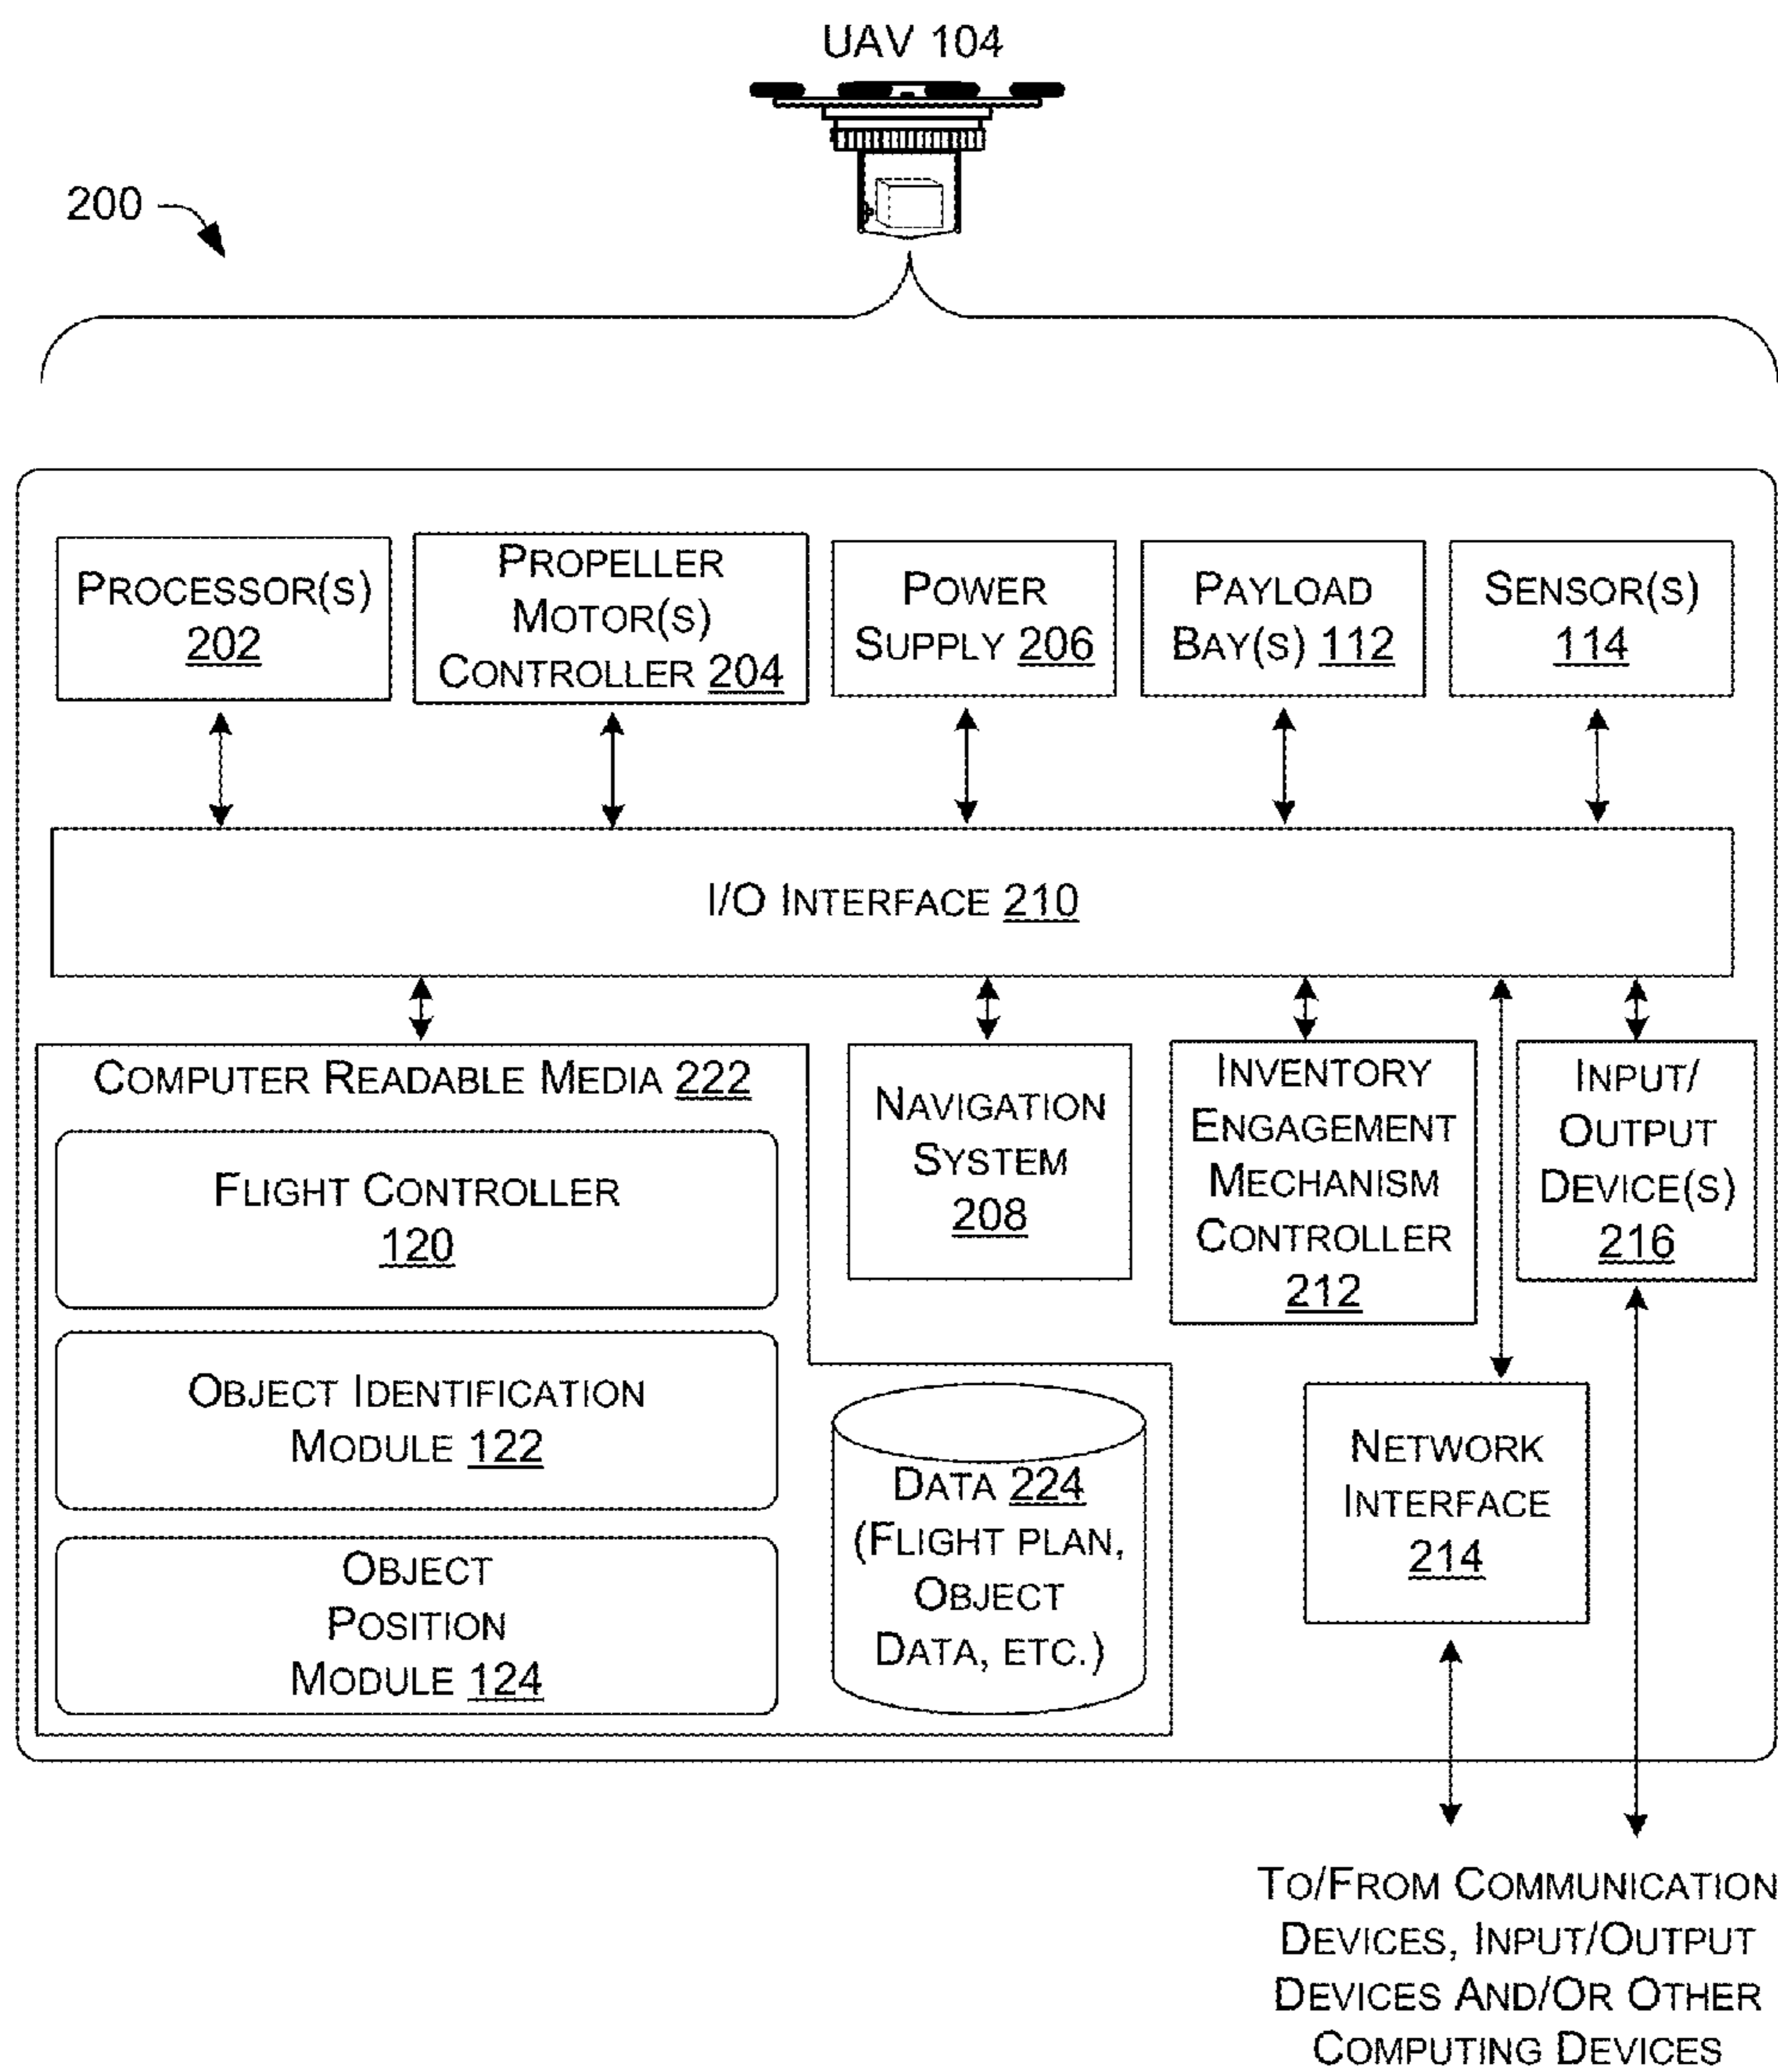 UAV 104
200
PROCESSOR(S)
202
PROPELLER
MOTOR(S)
CONTROLLER 204
POWER
SUPPLY 206
PAYLOAD
BAY(S) 112
SENSOR(S)
114
I/O INTERFACE 210
COMPUTER READABLE MEDIA 222
FLIGHT CONTROLLER
120
OBJECT IDENTIFICATION
MODULE 122
OBJECT
POSITION
MODULE 124
DATA 224
(FLIGHT PLAN,
OBJECT
DATA, ETC.)
NAVIGATION
SYSTEM
208
INVENTORY
ENGAGEMENT
MECHANISM
CONTROLLER
212
INPUT/
OUTPUT
DEVICE(S)
216
NETWORK
INTERFACE
214
TO/FROM COMMUNICATION
DEVICES, INPUT/OUTPUT
DEVICES AND/OR OTHER
COMPUTING DEVICES